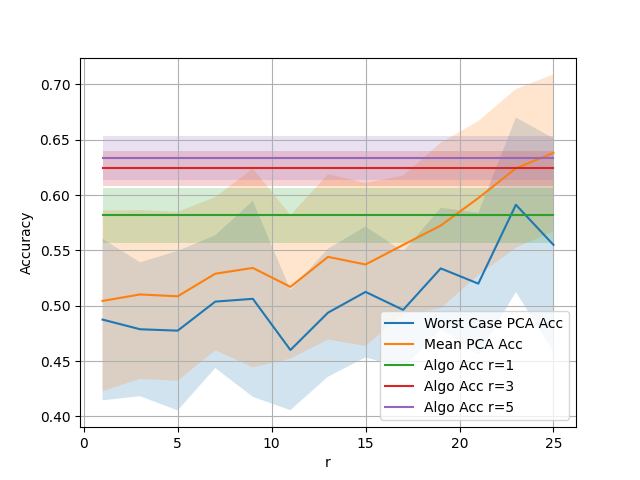 0.70
0.65
0.60
0.55
0.50
0.45
0.40
Accuracy
Worst Case PCA Acc
Mean PCA Acc
Algo Acc r=1
Algo Acc r=3
Algo Acc r=5
0 5 10 15 20 25
r